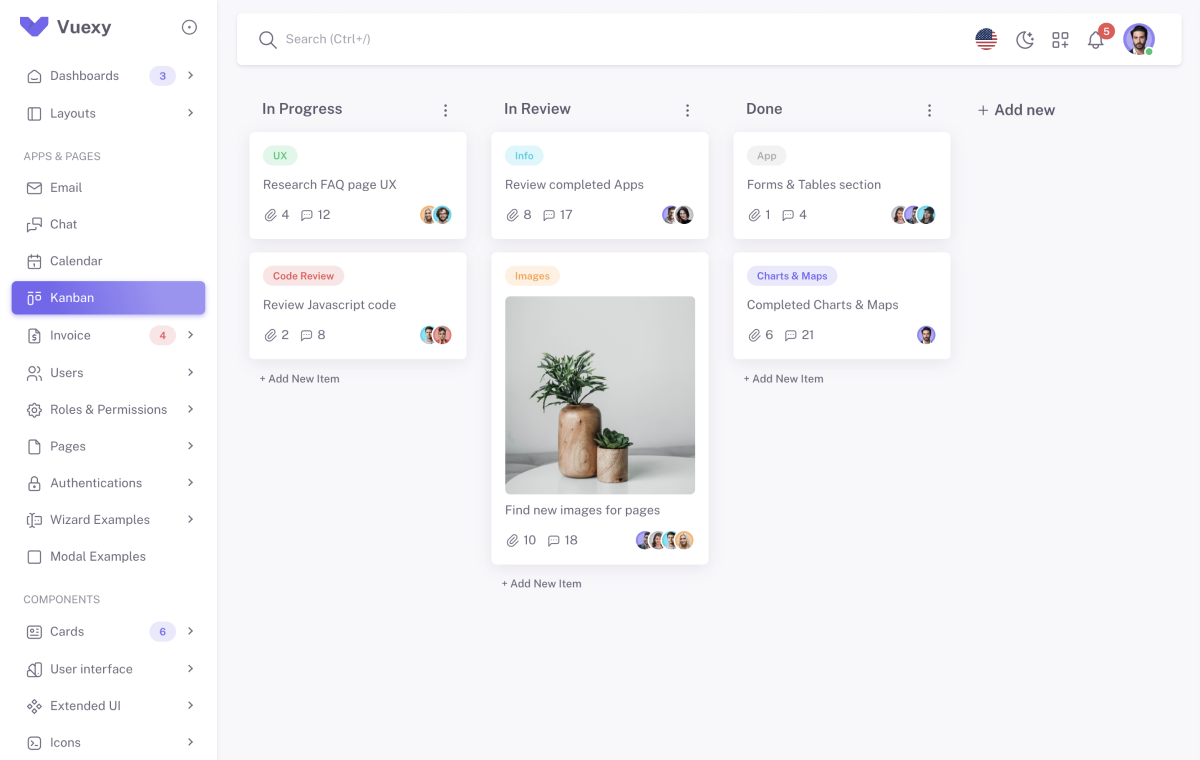 Vuexy
Dashboards 3
Layouts
APPS & PAGES
Email
Chat
Calendar
Kanban
Invoice 4
Users
Roles & Permissions
Pages
Authentications
Wizard Examples
Modal Examples
COMPONENTS
Cards 6
User interface
Extended UI
Icons
Search (Ctrl+/)
5
In Progress
UX
Research FAQ page UX
4 12
Code Review
Review Javascript code
2 8
+ Add New Item
In Review
Info
Review completed Apps
8 17
Images
Find new images for pages
10 18
+ Add New Item
Done
App
Forms & Tables section
1 4
Charts & Maps
Completed Charts & Maps
6 21
+ Add New Item
+ Add new